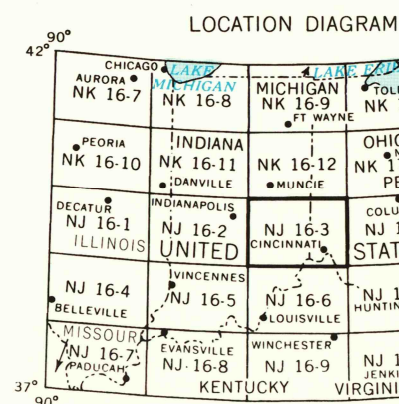 LOCATION DIAGRAM
90°
42°
CHICAGO LAKE MICHIGAN LAKE ERIE
AURORA
NK 16-7 NK 16-8 MICHIGAN NK 16-9 NK
FT WAYNE
PEORIA INDIANA
NK 16-10 NK 16-11 NK 16-12
DANVILLE MUNCIE
DECATUR INDIANAPOLIS
NJ 16-1 NJ 16-2 NJ 16-3 NJ 1
ILLINOIS UNITED CINCINNATI STAT
VINCENNES
NJ 16-4 NJ 16-5 NJ 16-6 NJ 1
BELLEVILLE LOUISVILLE HUNTIN
MISSOURI
NJ 16-7 EVANSVILLE WINCHESTER
PADUCAH NJ 16-8 NJ 16-9 NJ 1
JENKI
37° KENTUCKY VIRGINI
90°